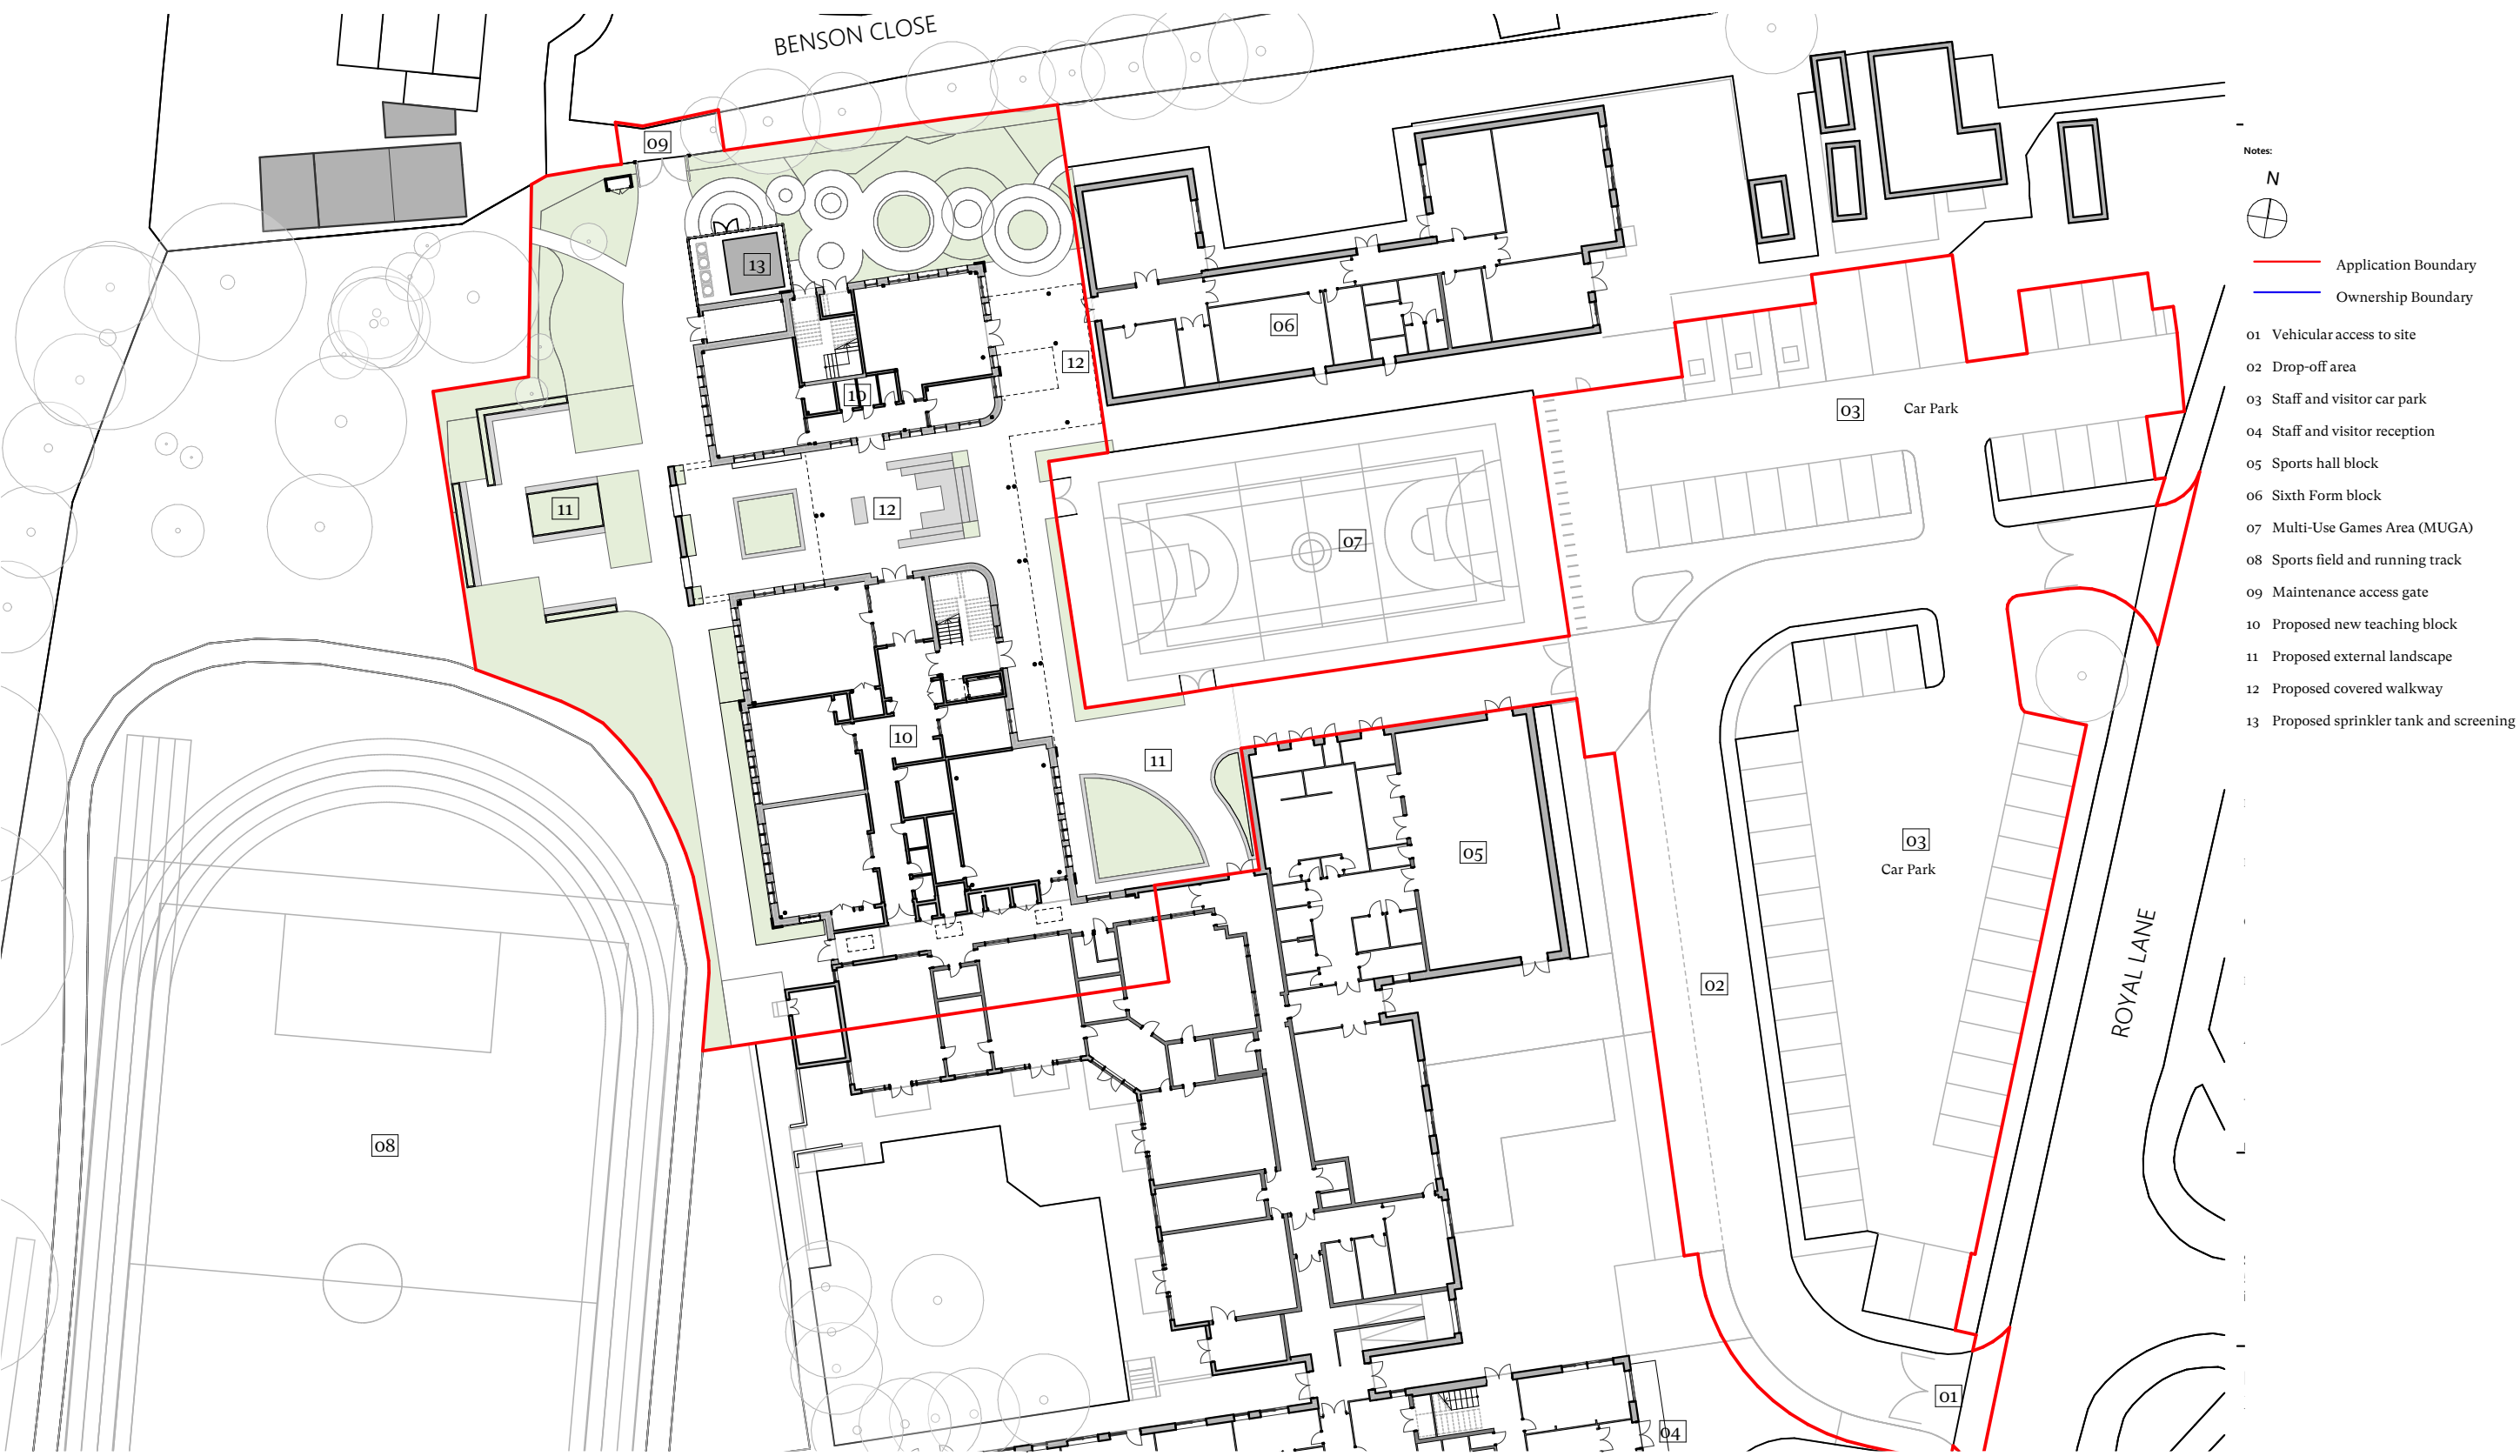 BENSON CLOSE
09
13
06
12
10
03
Car Park
11
12
07
10
11
05
03
Car Park
02
ROYAL LANE
08
01
04
Notes:
N
Application Boundary
Ownership Boundary
01 Vehicular access to site
02 Drop-off area
03 Staff and visitor car park
04 Staff and visitor reception
05 Sports hall block
06 Sixth Form block
07 Multi-Use Games Area (MUGA)
08 Sports field and running track
09 Maintenance access gate
10 Proposed new teaching block
11 Proposed external landscape
12 Proposed covered walkway
13 Proposed sprinkler tank and screening